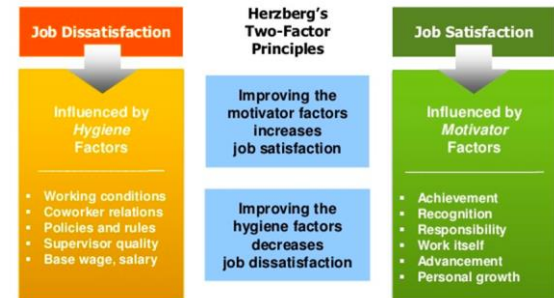 Job Dissatisfaction
Influenced by
Hygiene
Factors
▪ Working conditions
▪ Coworker relations
▪ Policies and rules
▪ Supervisor quality
▪ Base wage, salary
Herzberg's
Two-Factor
Principles
Improving the
motivator factors
increases
job satisfaction
Improving the
hygiene factors
decreases
job dissatisfaction
Job Satisfaction
Influenced by
Motivator
Factors
▪ Achievement
▪ Recognition
▪ Responsibility
▪ Work itself
▪ Advancement
▪ Personal growth